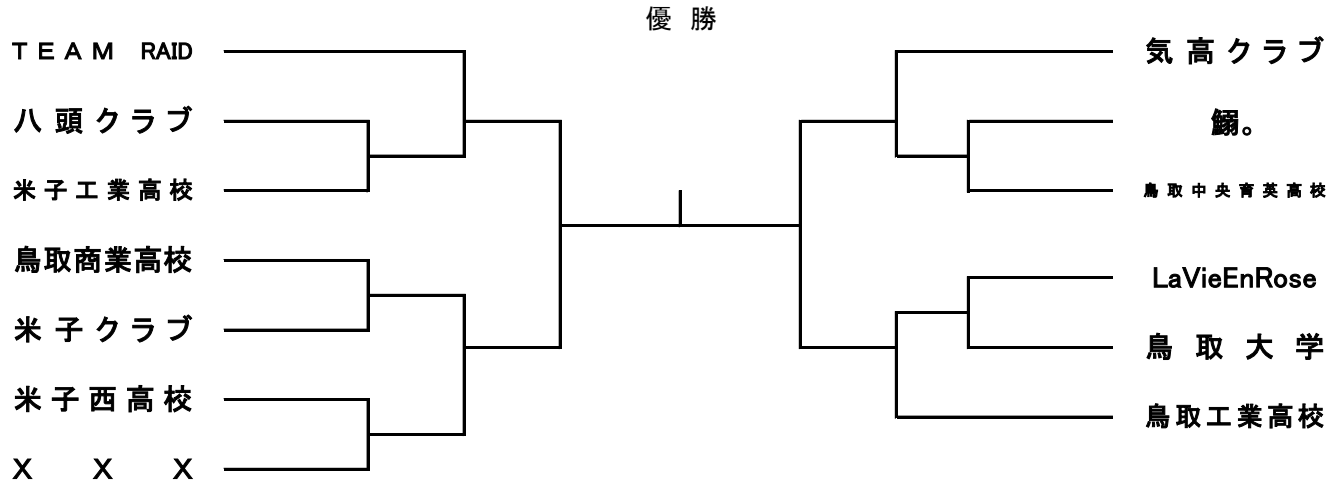 優 勝
TEAM RAID
八頭クラブ
米子工業高校
鳥取商業高校
米子クラブ
米子西高校
X X X
気高クラブ
鰯。
鳥取中央育英高校
LaVieEnRose
鳥取大学
鳥取工業高校